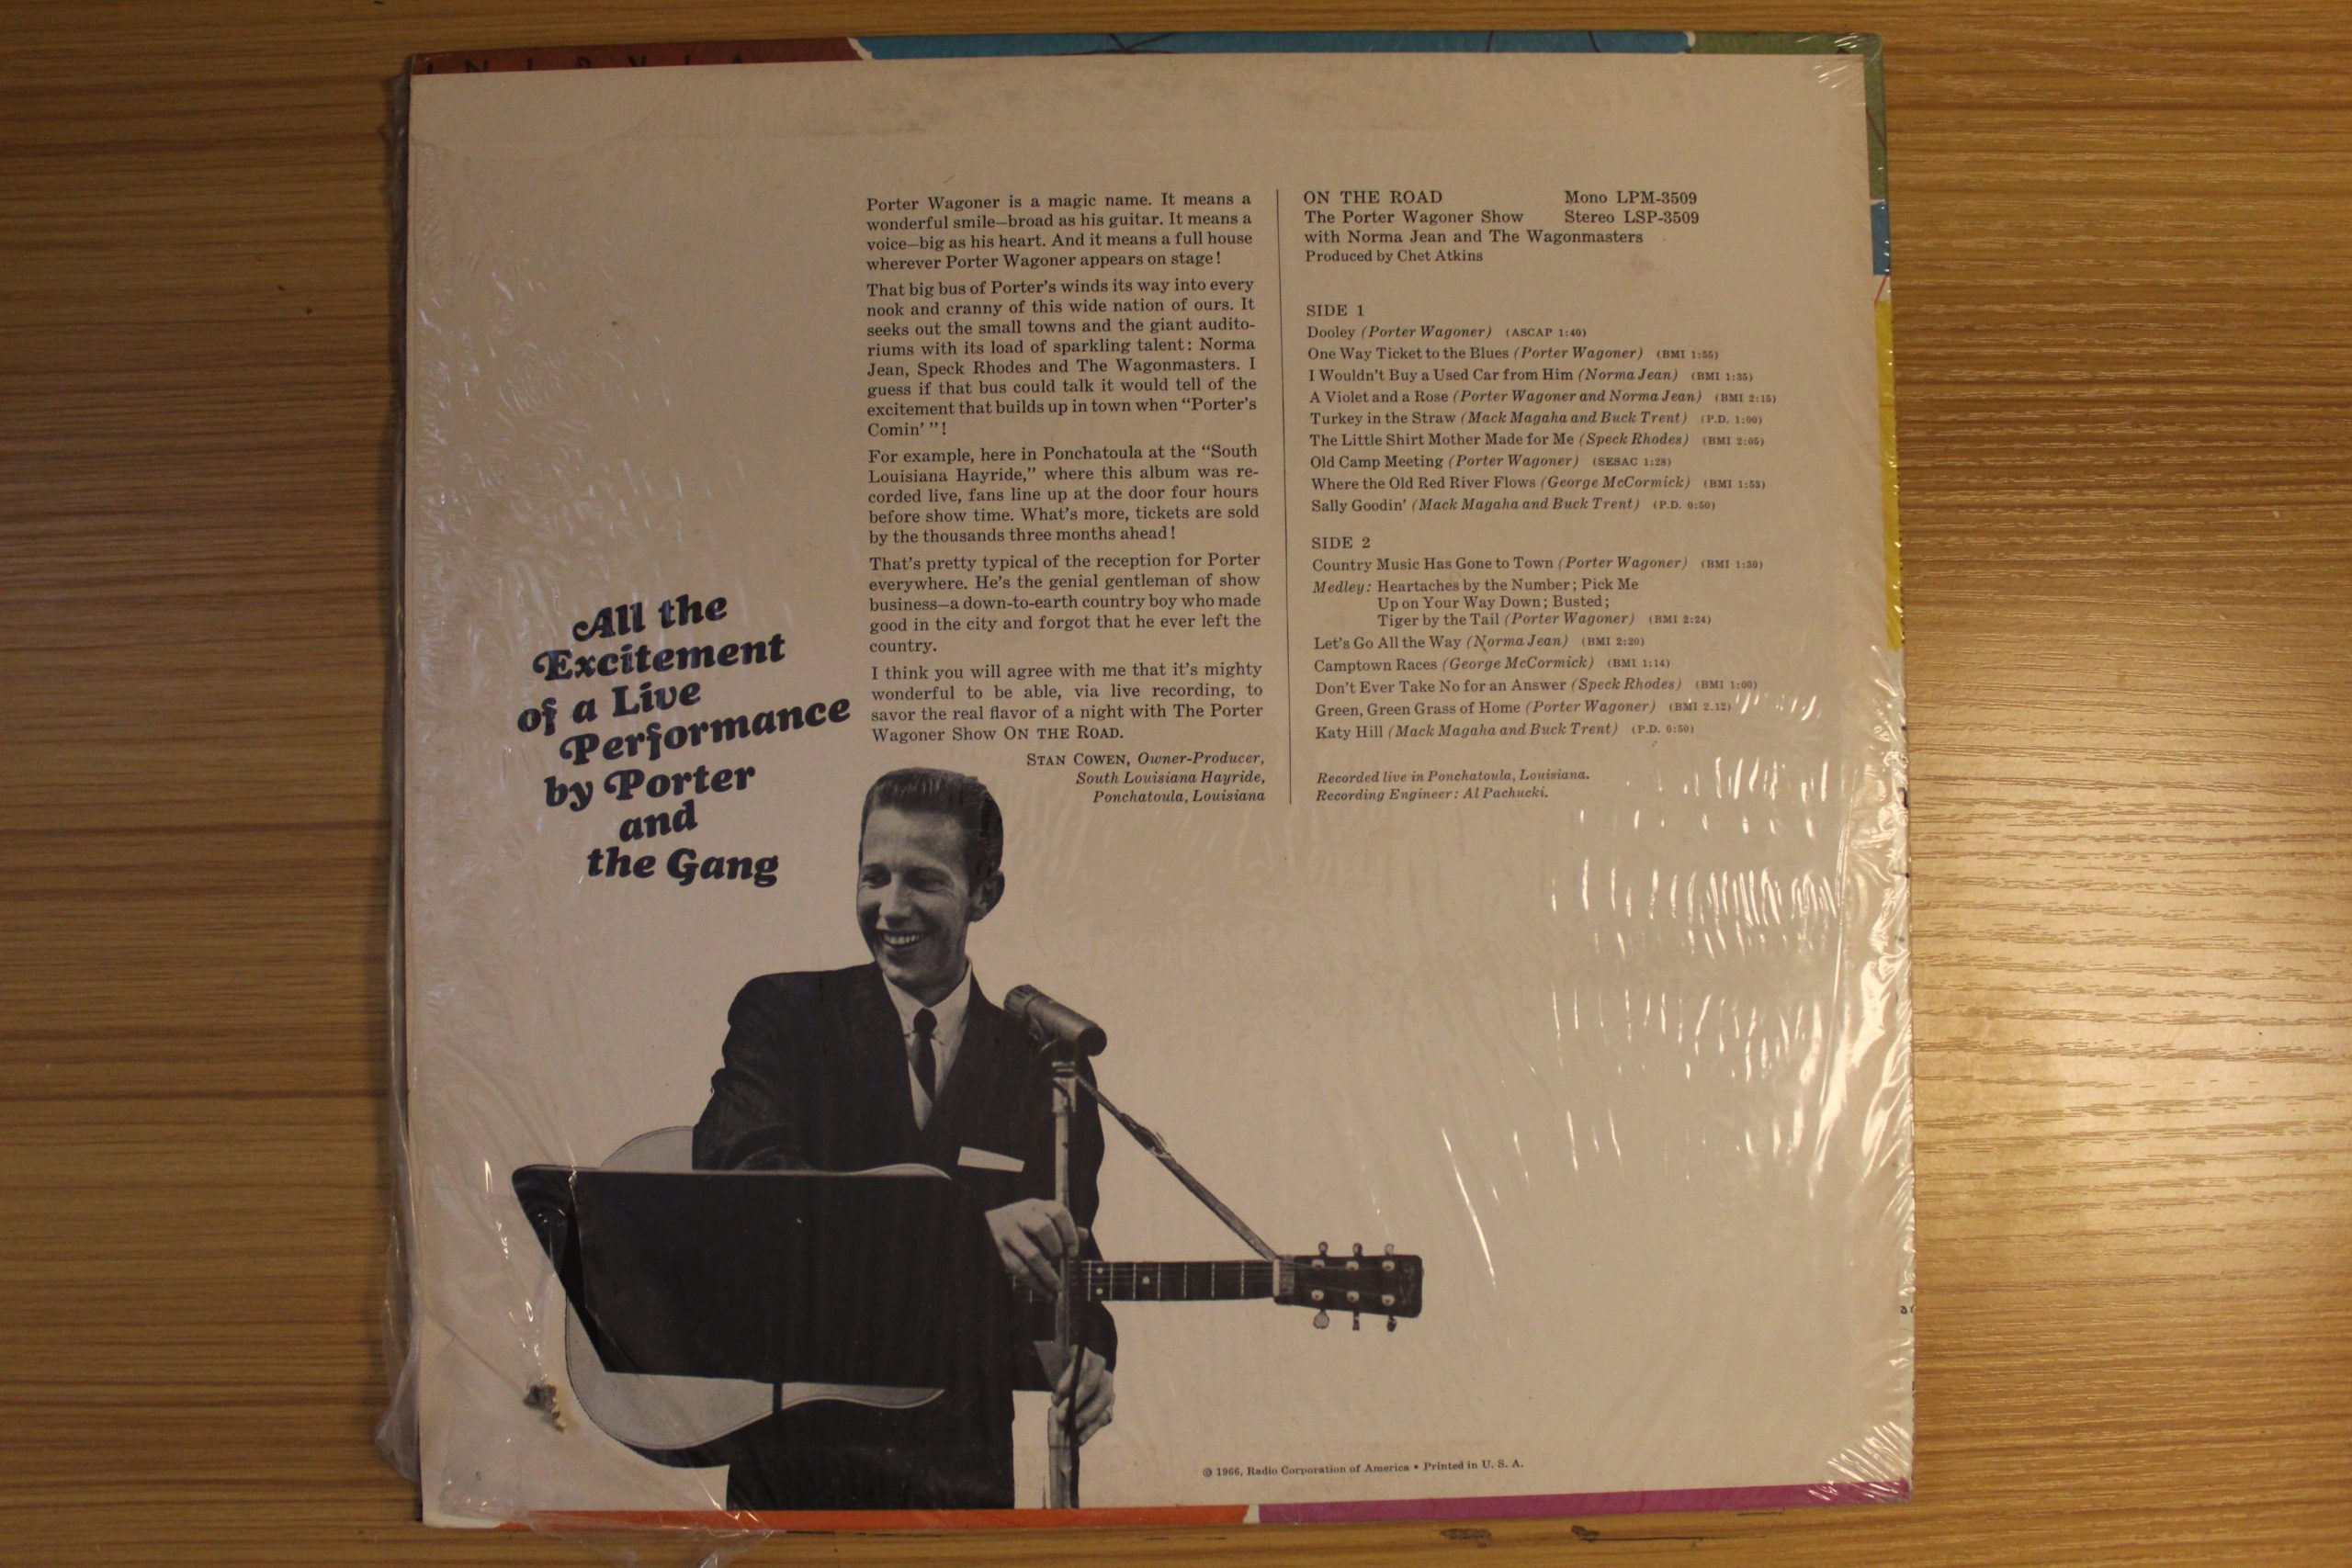 All the
Excitement
of a Live
Performance
by Porter
and
the Gang
Porter Wagoner is a magic name. It means a
wonderful smile—broad as his guitar. It means a
voice—big as his heart. And it means a full house
wherever Porter Wagoner appears on stage!
That big bus of Porter's winds its way into every
nook and cranny of this wide nation of ours. It
seeks out the small towns and the giant audito-
riums with its load of sparkling talent: Norma
Jean, Speck Rhodes and The Wagonmasters. I
guess if that bus could talk it would tell of the
excitement that builds up in town when "Porter's
Comin' "!
For example, here in Ponchatoula at the "South
Louisiana Hayride," where this album was re-
corded live, fans line up at the door four hours
before show time. What's more, tickets are sold
by the thousands three months ahead!
That's pretty typical of the reception for Porter
everywhere. He's the genial gentleman of show
business—a down-to-earth country boy who made
good in the city and forgot that he ever left the
country.
I think you will agree with me that it's mighty
wonderful to be able, via live recording, to
savor the real flavor of a night with The Porter
Wagoner Show ON THE ROAD.
STAN COWEN, Owner-Producer,
South Louisiana Hayride,
Ponchatoula, Louisiana
ON THE ROAD Mono LPM-3509
The Porter Wagoner Show Stereo LSP-3509
with Norma Jean and The Wagonmasters
Produced by Chet Atkins
SIDE 1
Dooley (Porter Wagoner) (ASCAP 1:40)
One Way Ticket to the Blues (Porter Wagoner) (BMI 1:55)
I Wouldn't Buy a Used Car from Him (Norma Jean) (BMI 1:35)
A Violet and a Rose (Porter Wagoner and Norma Jean) (BMI 2:15)
Turkey in the Straw (Mack Magaha and Buck Trent) (P.D. 1:00)
The Little Shirt Mother Made for Me (Speck Rhodes) (BMI 2:05)
Old Camp Meeting (Porter Wagoner) (SESAC 1:28)
Where the Old Red River Flows (George McCormick) (BMI 1:53)
Sally Goodin' (Mack Magaha and Buck Trent) (P.D. 0:50)
SIDE 2
Country Music Has Gone to Town (Porter Wagoner) (BMI 1:30)
Medley: Heartaches by the Number; Pick Me
Up on Your Way Down; Busted;
Tiger by the Tail (Porter Wagoner) (BMI 2:24)
Let's Go All the Way (Norma Jean) (BMI 2:20)
Camptown Races (George McCormick) (BMI 1:14)
Don't Ever Take No for an Answer (Speck Rhodes) (BMI 1:00)
Green, Green Grass of Home (Porter Wagoner) (BMI 2.12)
Katy Hill (Mack Magaha and Buck Trent) (P.D. 0:50)
Recorded live in Ponchatoula, Louisiana.
Recording Engineer: Al Pachucki.
© 1966, Radio Corporation of America • Printed in U. S. A.